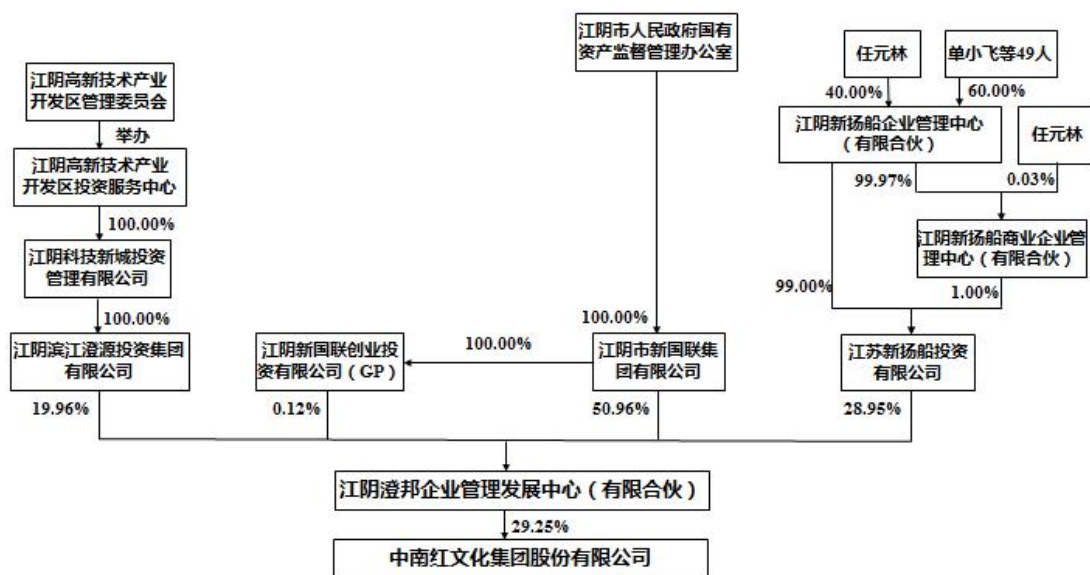 江阴市人民政府国有
资产监督管理办公室
江阴高新技术产业
开发区管理委员会
举办
江阴高新技术产业
开发区投资服务中心
100.00%
江阴科技新城投资
管理有限公司
100.00%
江阴滨江澄源投资集团
有限公司
19.96%
江阴新国联创业投
资有限公司（GP）
0.12%
100.00%
100.00%
江阴市新国联集
团有限公司
50.96%
任元林
单小飞等49人
40.00%
60.00%
江阴新扬船企业管理中心
（有限合伙）
任元林
99.97%
0.03%
江阴新扬船商业企业管
理中心（有限合伙）
99.00%
1.00%
江苏新扬船投资
有限公司
28.95%
江阴澄邦企业管理发展中心（有限合伙）
29.25%
中南红文化集团股份有限公司